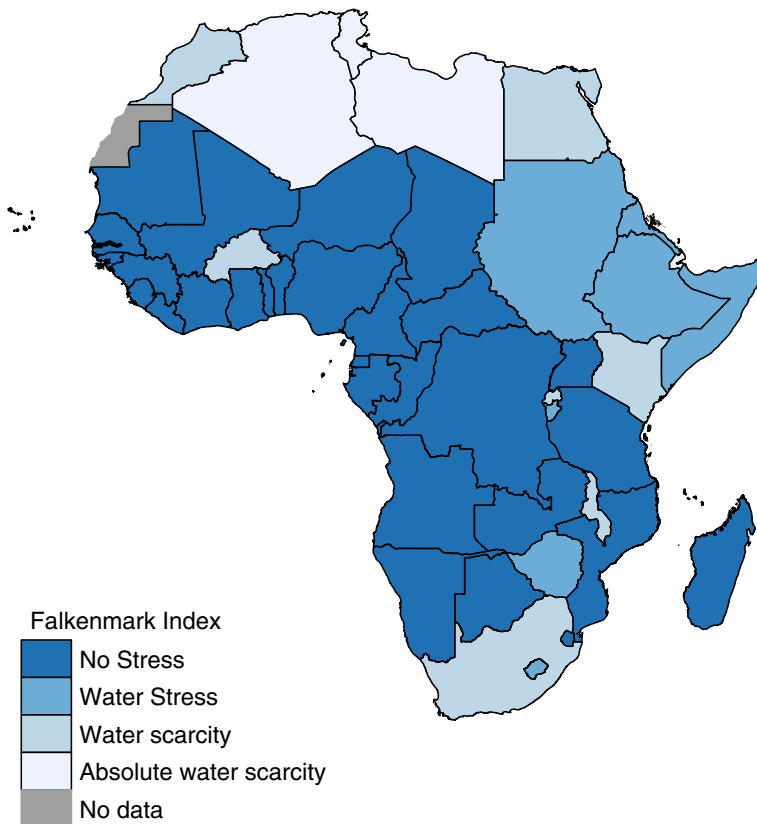 Falkenmark Index
No Stress
Water Stress
Water scarcity
Absolute water scarcity
No data